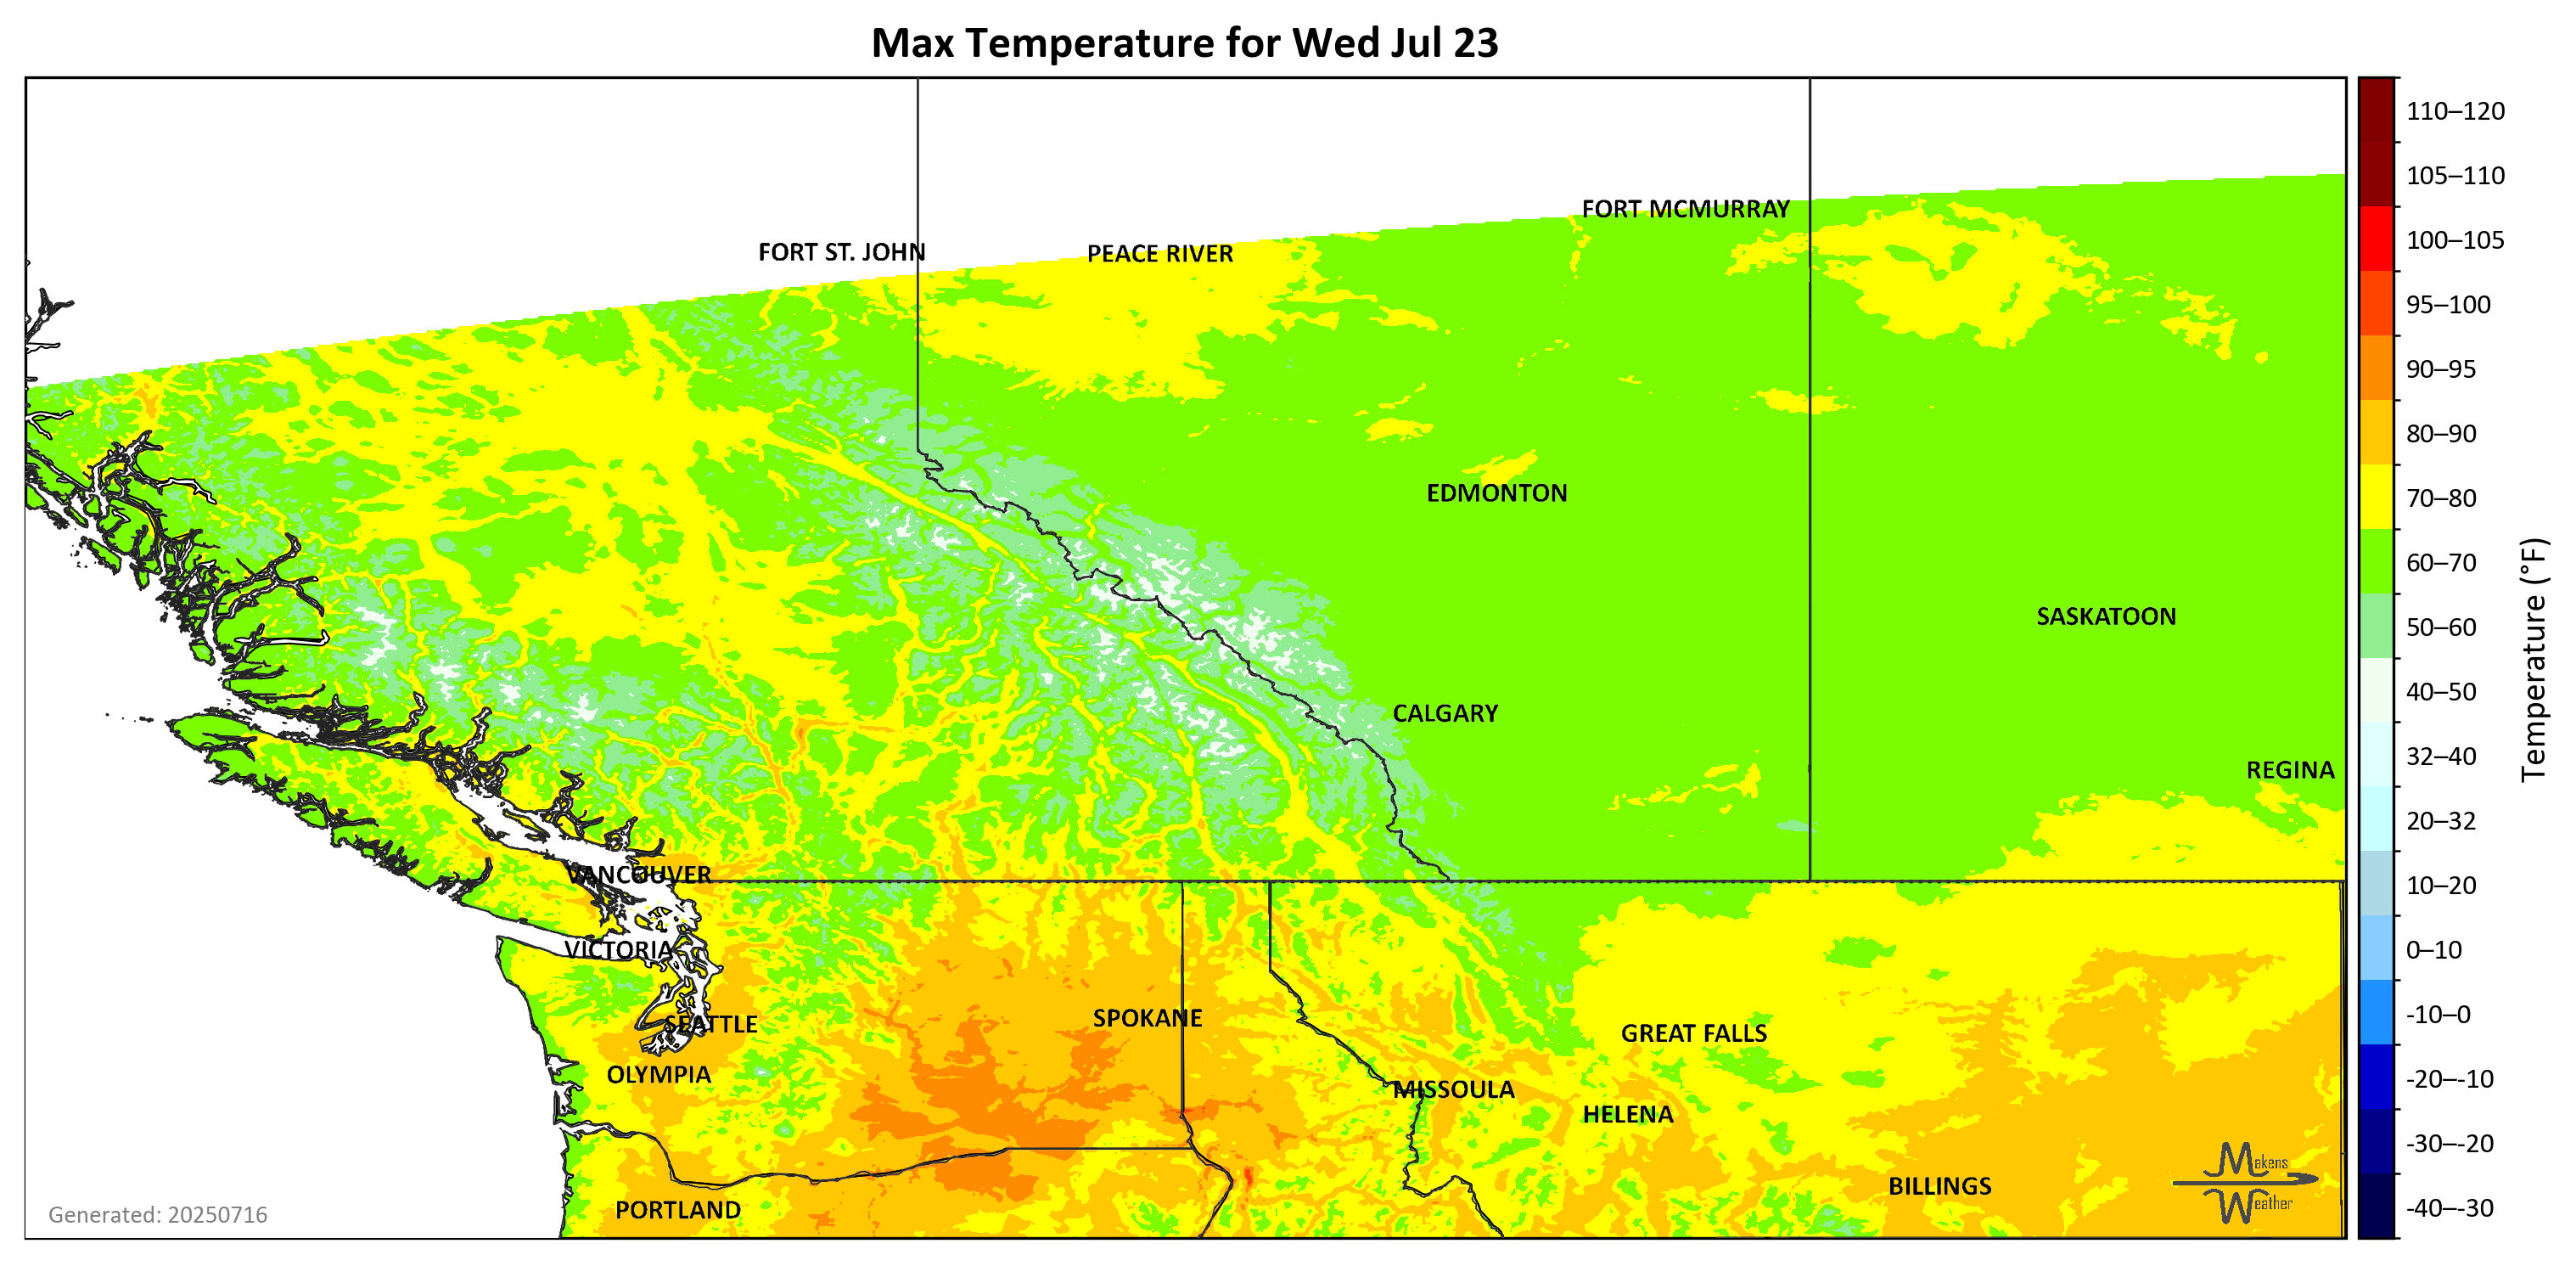 Max Temperature for Wed Jul 23
FORT MCMURRAY
FORT ST. JOHN
PEACE RIVER
EDMONTON
SASKATOON
CALGARY
REGINA
VANCOUVER
VICTORIA
SEATTLE
SPOKANE
GREAT FALLS
OLYMPIA
MISSOULA
HELENA
BILLINGS
PORTLAND
Makens
Weather
Generated: 20250716
110–120
105–110
100–105
95–100
90–95
80–90
70–80
60–70
50–60
40–50
32–40
20–32
10–20
0–10
-10–0
-20–-10
-30–-20
-40–-30
Temperature (°F)